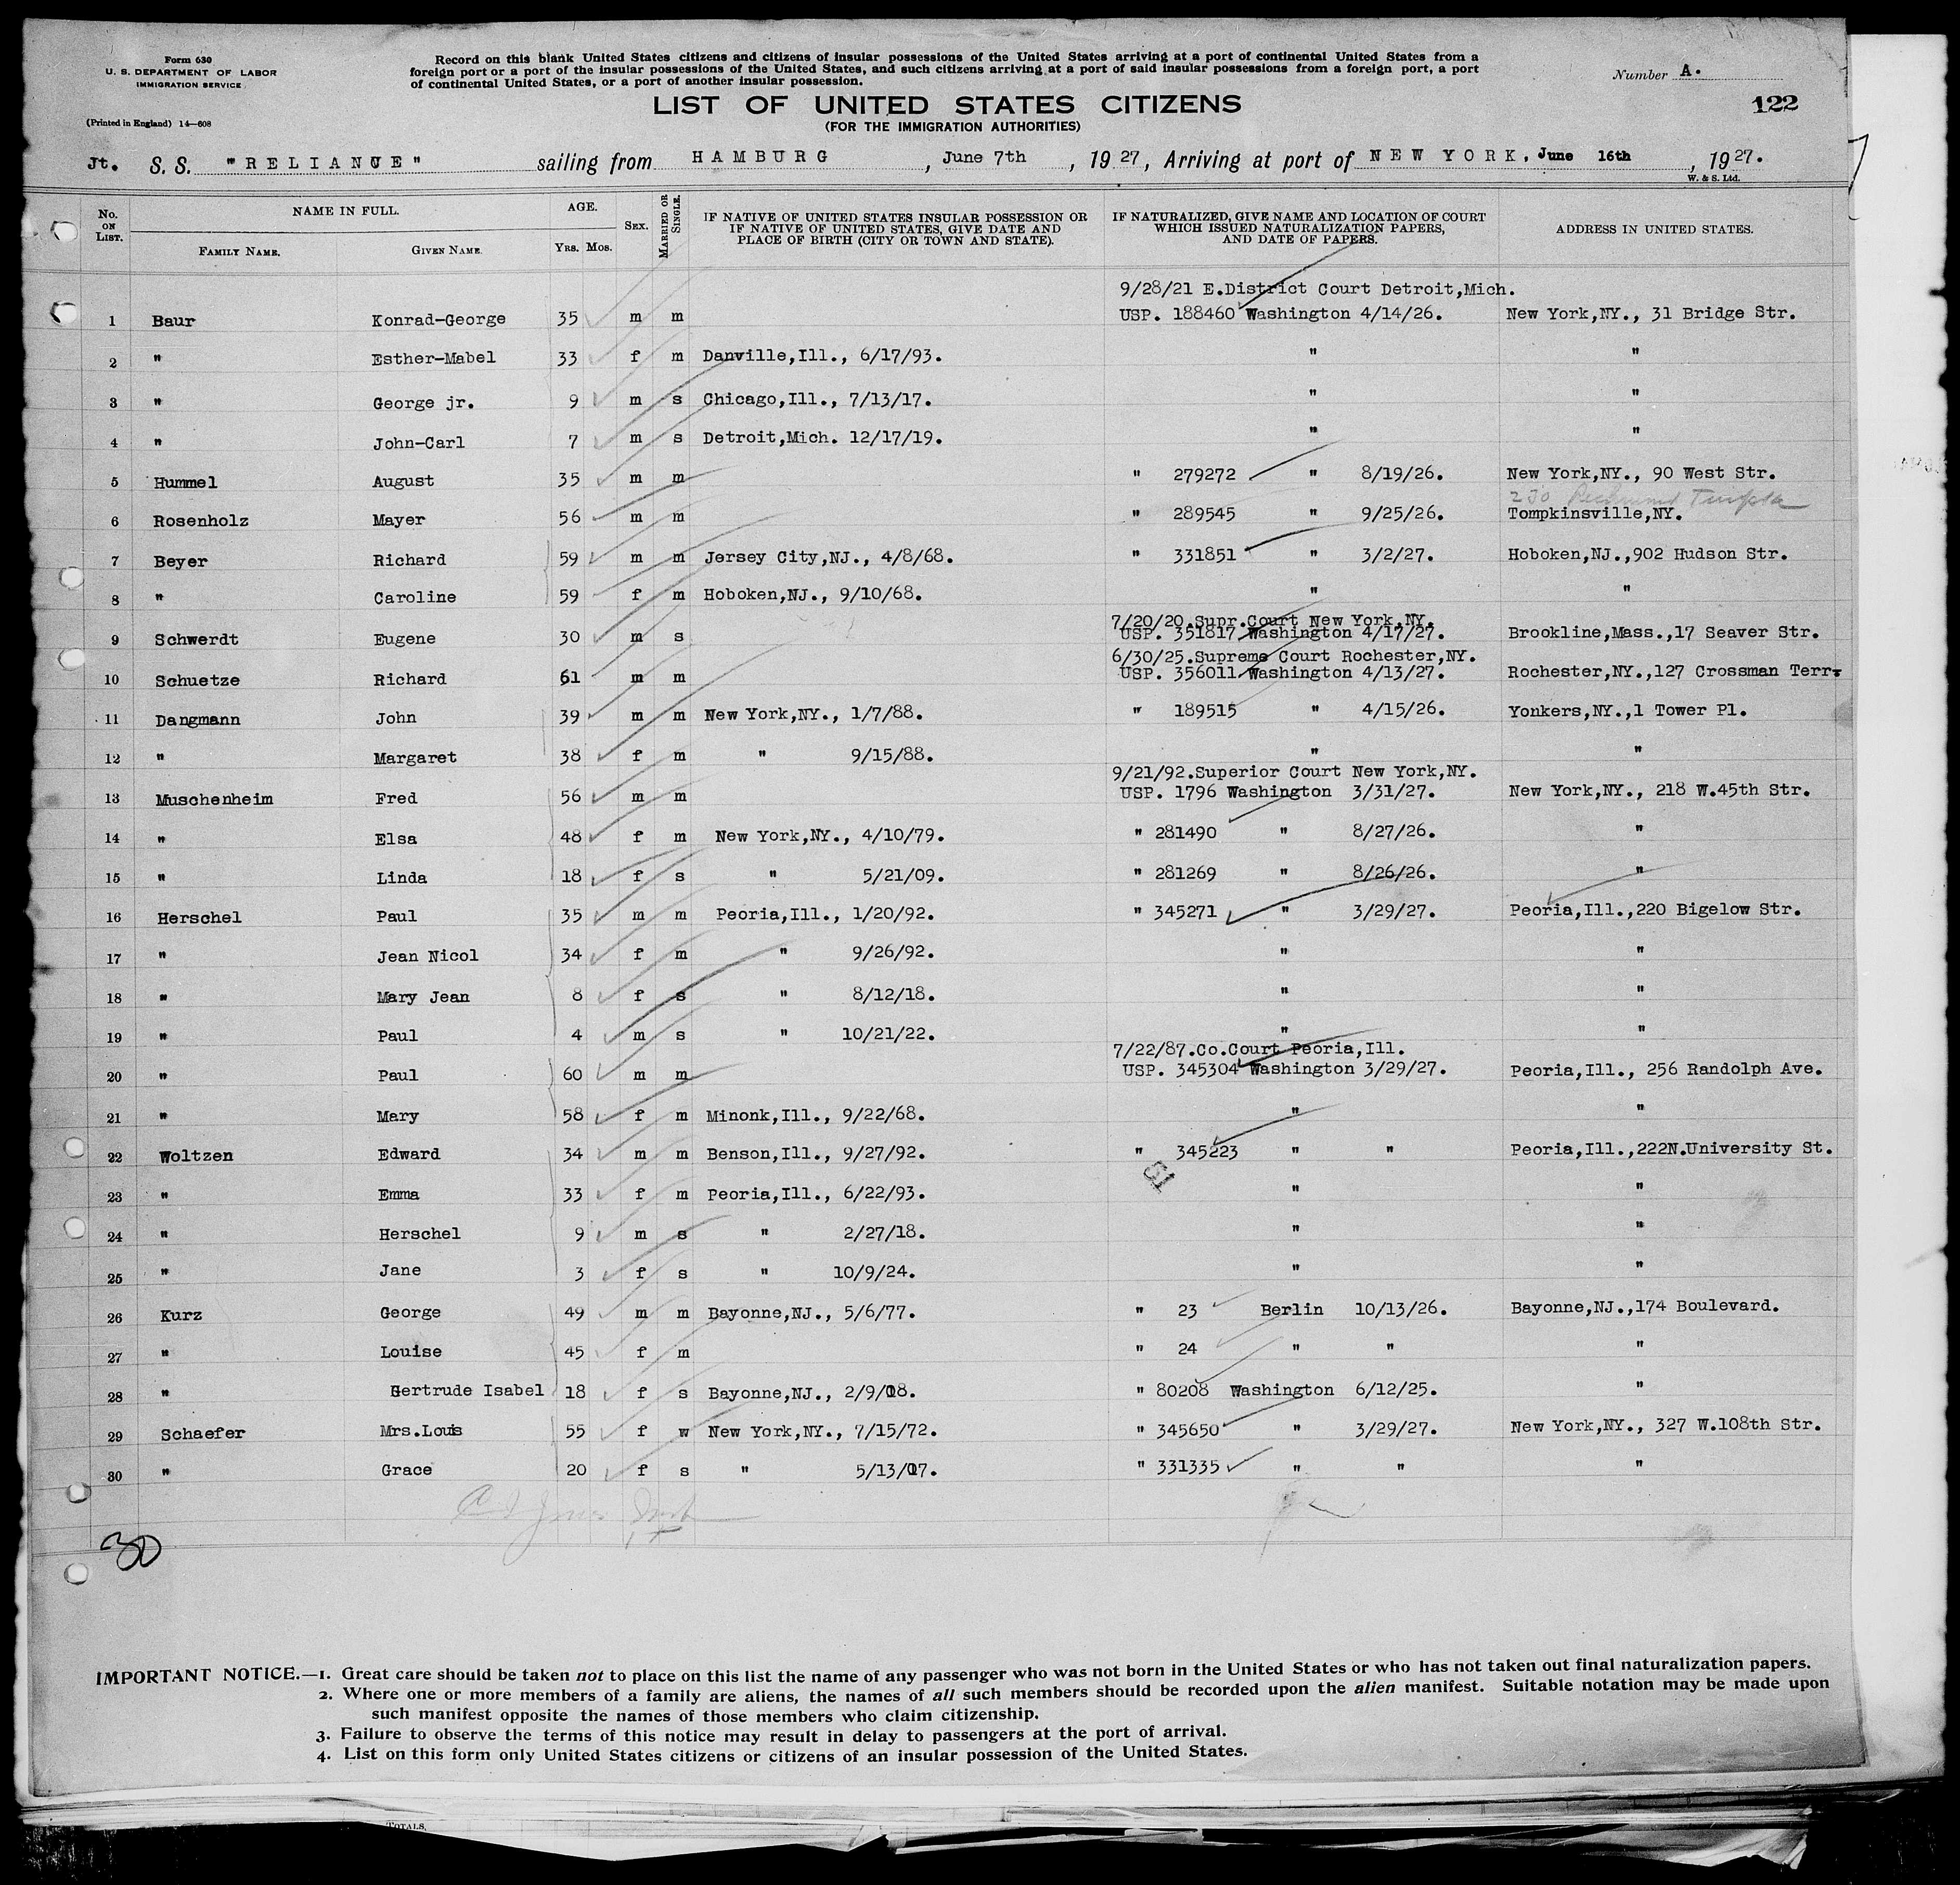 Form 630
U. S. DEPARTMENT OF LABOR
IMMIGRATION SERVICE
(Printed in England) 14—608
Record on this blank United States citizens and citizens of insular possessions of the United States arriving at a port of continental United States from a
foreign port or a port of the insular possessions of the United States, and such citizens arriving at a port of said insular possessions from a foreign port, a port
of continental United States, or a port of another insular possession.
Number A.
LIST OF UNITED STATES CITIZENS
122
(FOR THE IMMIGRATION AUTHORITIES)
Jt. S. S. "RELIANCE" sailing from HAMBURG, June 7th, 1927, Arriving at port of NEW YORK, June 16th, 1927.
W. & S. Ltd.
No. ON LIST. NAME IN FULL. FAMILY NAME. GIVEN NAME. AGE. YRS. MOS. SEX. MARRIED OR SINGLE. IF NATIVE OF UNITED STATES INSULAR POSSESSION OR IF NATIVE OF UNITED STATES, GIVE DATE AND PLACE OF BIRTH (CITY OR TOWN AND STATE). IF NATURALIZED, GIVE NAME AND LOCATION OF COURT WHICH ISSUED NATURALIZATION PAPERS, AND DATE OF PAPERS. ADDRESS IN UNITED STATES.
9/28/21 E.District Court Detroit,Mich.
1 Baur Konrad-George 35 m m USP. 188460 Washington 4/14/26. New York,NY., 31 Bridge Str.
2 " Esther-Mabel 33 f m Danville,Ill., 6/17/93. " "
3 " George jr. 9 m s Chicago,Ill., 7/13/17. " "
4 " John-Carl 7 m s Detroit,Mich. 12/17/19. " "
5 Hummel August 35 m m " 279272 " 8/19/26. New York,NY., 90 West Str.
230
6 Rosenholz Mayer 56 m m " 289545 " 9/25/26. Tompkinsville,NY.
7 Beyer Richard 59 m m Jersey City,NJ., 4/8/68. " 331851 " 3/2/27. Hoboken,NJ.,902 Hudson Str.
8 " Caroline 59 f m Hoboken,NJ., 9/10/68. " "
7/20/20.Supr.Court New York,NY.
9 Schwerdt Eugene 30 m s USP. 351817 Washington 4/17/27. Brookline,Mass.,17 Seaver Str.
6/30/25.Supreme Court Rochester,NY.
10 Schuetze Richard 61 m m USP. 356011 Washington 4/13/27. Rochester,NY.,127 Crossman Terr.
11 Dangmann John 39 m m New York,NY., 1/7/88. " 189515 " 4/15/26. Yonkers,NY.,1 Tower Pl.
12 " Margaret 38 f m " 9/15/88. " "
9/21/92.Superior Court New York,NY.
13 Muschenheim Fred 56 m m USP. 1796 Washington 3/31/27. New York,NY., 218 W.45th Str.
14 " Elsa 48 f m New York,NY., 4/10/79. " 281490 " 8/27/26. "
15 " Linda 18 f s " 5/21/09. " 281269 " 8/26/26. "
16 Herschel Paul 35 m m Peoria,Ill., 1/20/92. " 345271 " 3/29/27. Peoria,Ill.,220 Bigelow Str.
17 " Jean Nicol 34 f m " 9/26/92. " "
18 " Mary Jean 8 f s " 8/12/18. " "
19 " Paul 4 m s " 10/21/22. " "
7/22/87.Co.Court Peoria,Ill.
20 " Paul 60 m m USP. 345304 Washington 3/29/27. Peoria,Ill., 256 Randolph Ave.
21 " Mary 58 f m Minonk,Ill., 9/22/68. " "
22 Woltzen Edward 34 m m Benson,Ill., 9/27/92. " 345223 " " Peoria,Ill.,222N.University St.
23 " Emma 33 f m Peoria,Ill., 6/22/93. " "
24 " Herschel 9 m s " 2/27/18. " "
25 " Jane 3 f s " 10/9/24. " "
26 Kurz George 49 m m Bayonne,NJ., 5/6/77. " 23 Berlin 10/13/26. Bayonne,NJ.,174 Boulevard.
27 " Louise 45 f m " 24 " " "
28 " Gertrude Isabel 18 f s Bayonne,NJ., 2/9/08. " 80208 Washington 6/12/25. "
29 Schaefer Mrs.Louis 55 f w New York,NY., 7/15/72. " 345650 " 3/29/27. New York,NY., 327 W.108th Str.
30 " Grace 20 f s " 5/13/07. " 331335 " " "
30
IMPORTANT NOTICE.—1. Great care should be taken not to place on this list the name of any passenger who was not born in the United States or who has not taken out final naturalization papers.
2. Where one or more members of a family are aliens, the names of all such members should be recorded upon the alien manifest. Suitable notation may be made upon
such manifest opposite the names of those members who claim citizenship.
3. Failure to observe the terms of this notice may result in delay to passengers at the port of arrival.
4. List on this form only United States citizens or citizens of an insular possession of the United States.
TOTALS.